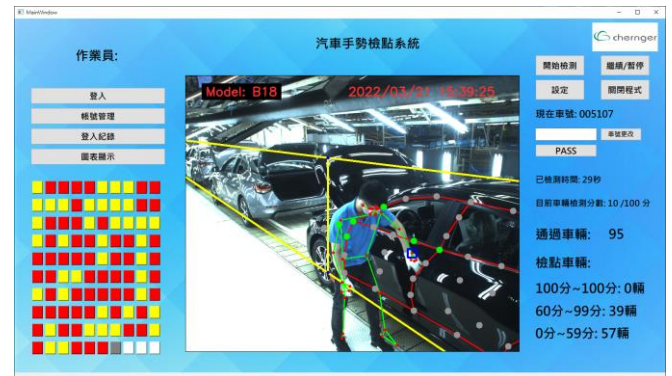 MainWindow
汽車手勢檢點系統
chernger
作業員:
登入
帳號管理
登入紀錄
圖表顯示
Model: B18
2022/03/21 15:39:25
開始檢測
繼續/暫停
設定
關閉程式
現在車號: 005107
車號更改
PASS
已檢測時間: 29秒
目前車輛檢測分數: 10 /100 分
通過車輛: 95
檢點車輛:
100分~100分: 0輛
60分~99分: 39輛
0分~59分: 57輛